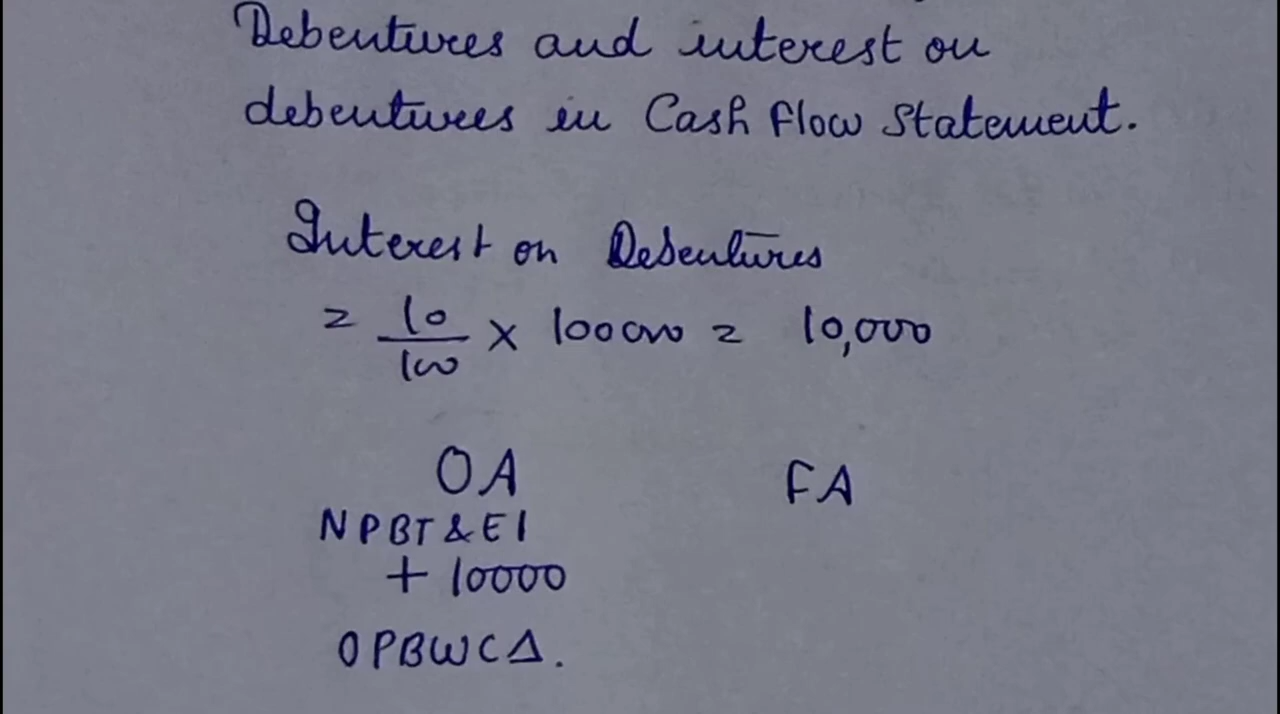 Debentures and interest on
debentures in Cash flow Statement.
Interest on Debentures
= 10/100 × 100000 = 10,000
OA FA
NPBT & EI
+ 10000
OPBWCΔ.